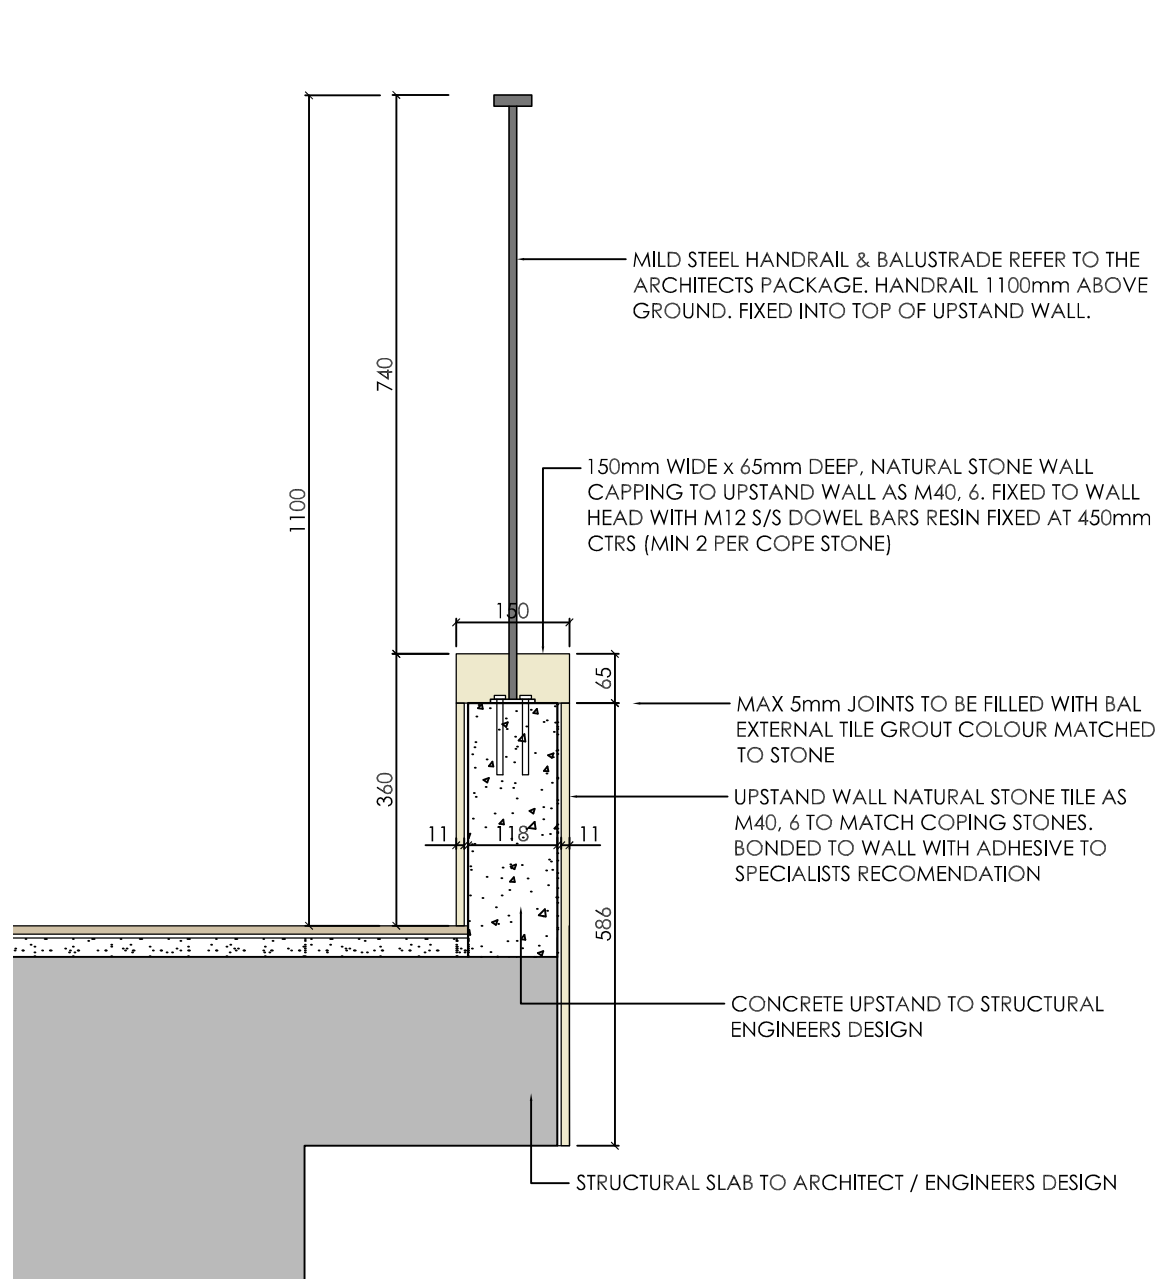 MILD STEEL HANDRAIL & BALUSTRADE REFER TO THE
ARCHITECTS PACKAGE. HANDRAIL 1100mm ABOVE
GROUND. FIXED INTO TOP OF UPSTAND WALL.
740
1100
150mm WIDE x 65mm DEEP, NATURAL STONE WALL
CAPPING TO UPSTAND WALL AS M40, 6. FIXED TO WALL
HEAD WITH M12 S/S DOWEL BARS RESIN FIXED AT 450mm
CTRS (MIN 2 PER COPE STONE)
150
65
MAX 5mm JOINTS TO BE FILLED WITH BAL
EXTERNAL TILE GROUT COLOUR MATCHED
TO STONE
360
UPSTAND WALL NATURAL STONE TILE AS
M40, 6 TO MATCH COPING STONES.
BONDED TO WALL WITH ADHESIVE TO
SPECIALISTS RECOMENDATION
11 118 11
586
CONCRETE UPSTAND TO STRUCTURAL
ENGINEERS DESIGN
STRUCTURAL SLAB TO ARCHITECT / ENGINEERS DESIGN